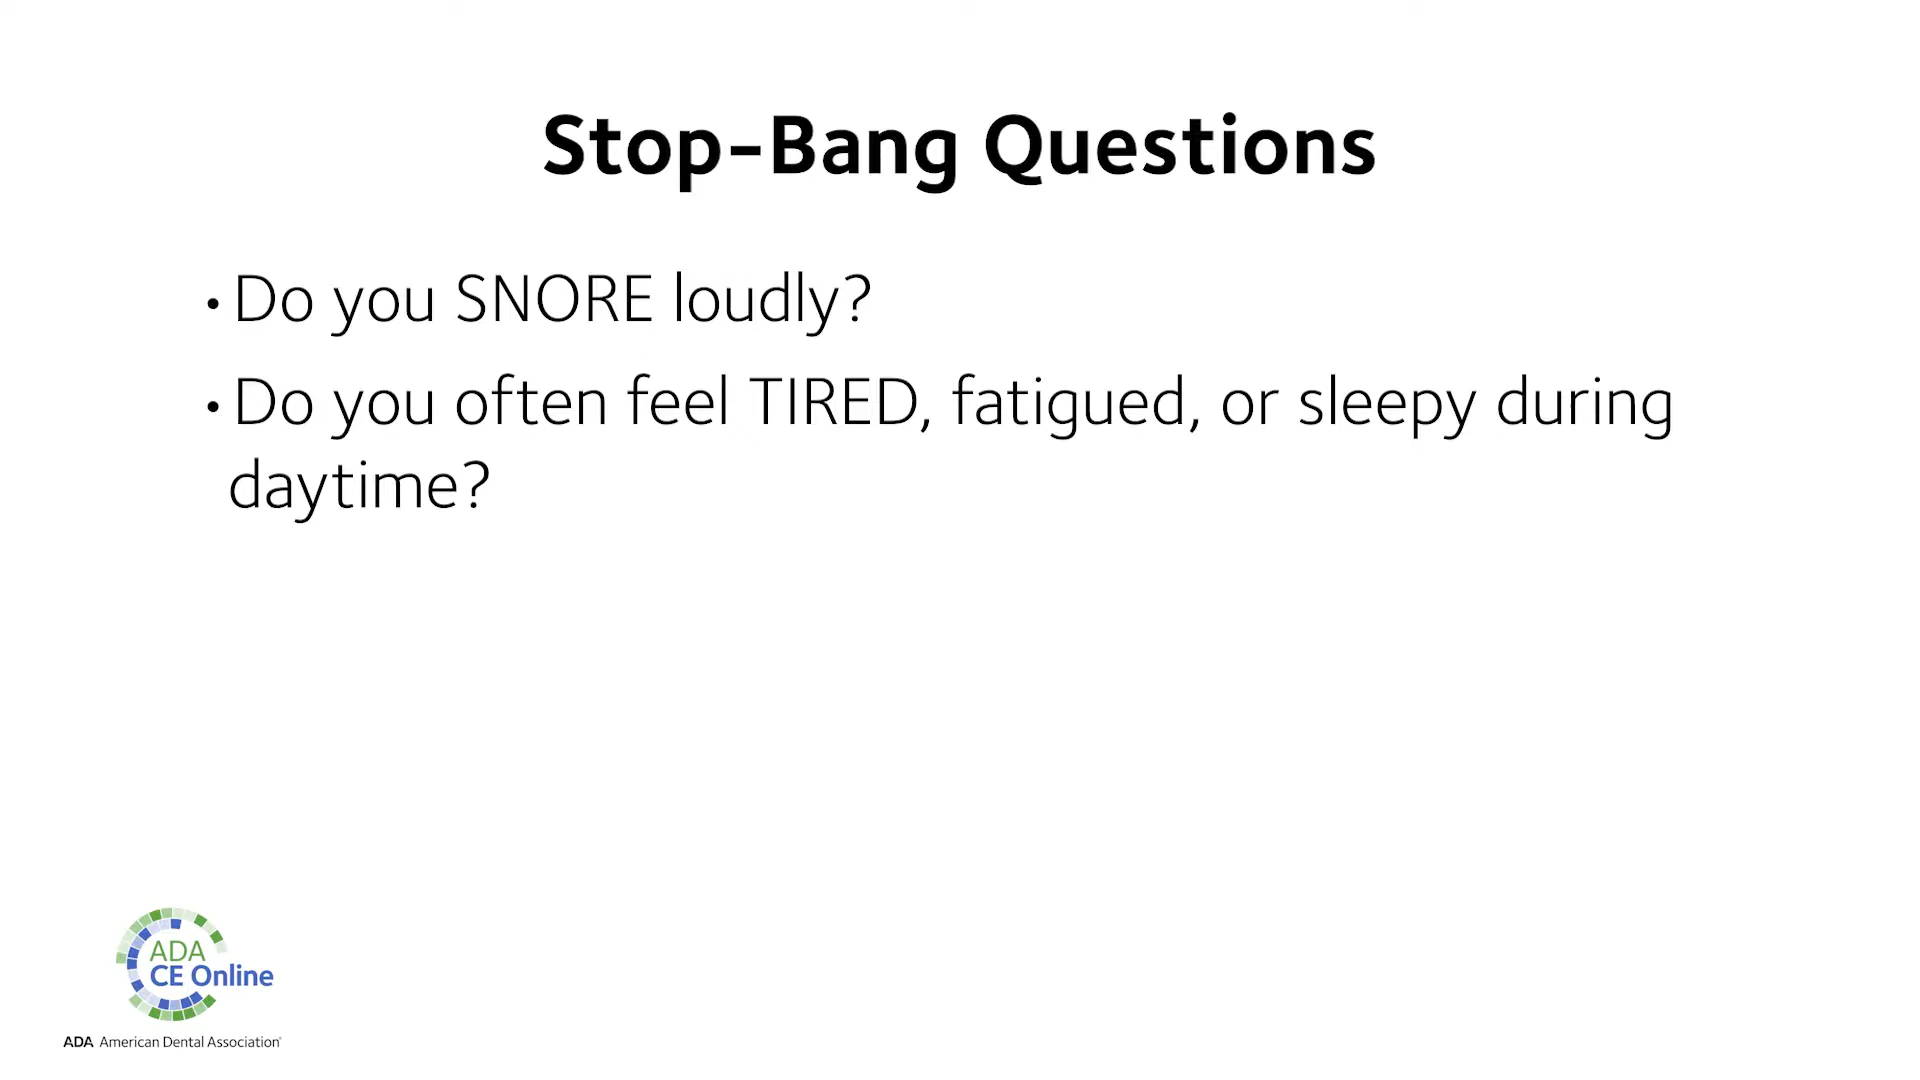 Stop-Bang Questions
• Do you SNORE loudly?
• Do you often feel TIRED, fatigued, or sleepy during
daytime?
ADA
CE Online
ADA American Dental Association®